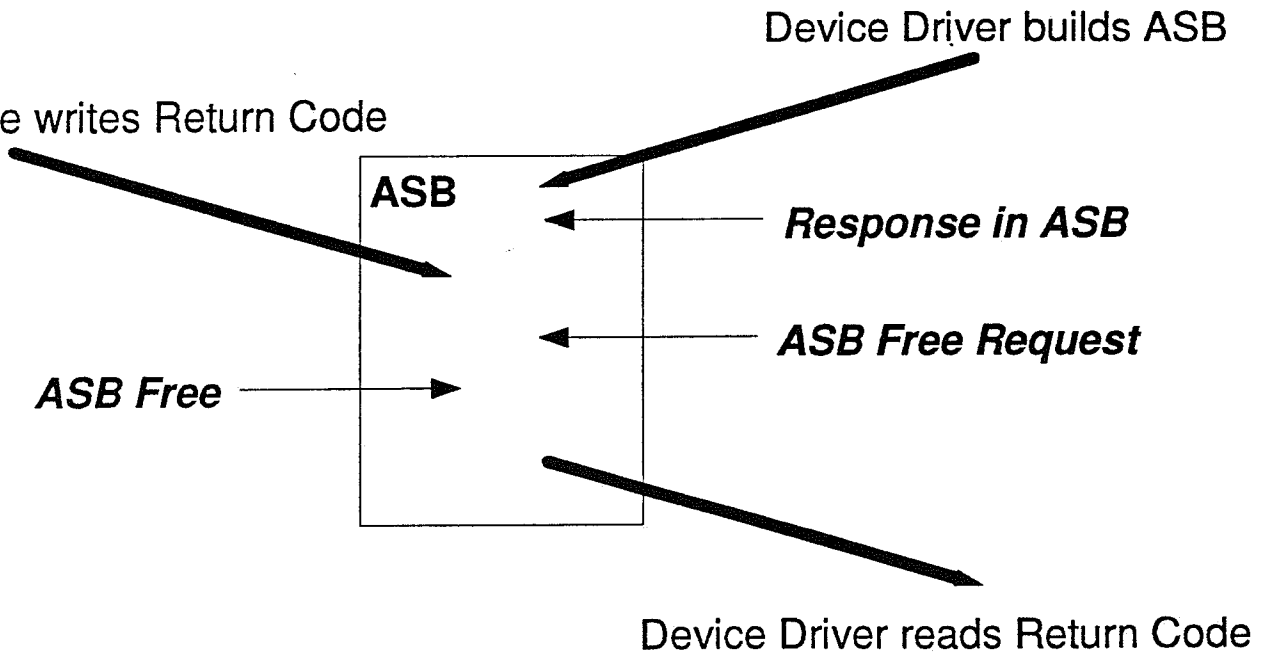 Device Driver builds ASB
e writes Return Code
ASB
Response in ASB
ASB Free Request
ASB Free
Device Driver reads Return Code